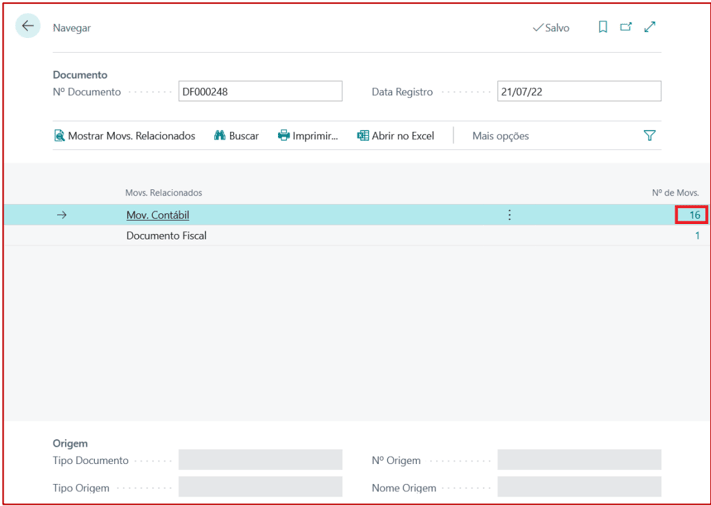 Navegar
Salvo
Documento
Nº Documento
DF000248
Data Registro
21/07/22
Mostrar Movs. Relacionados
Buscar
Imprimir...
Abrir no Excel
Mais opções
Movs. Relacionados
Nº de Movs.
Mov. Contábil
16
Documento Fiscal
1
Origem
Tipo Documento
Nº Origem
Tipo Origem
Nome Origem